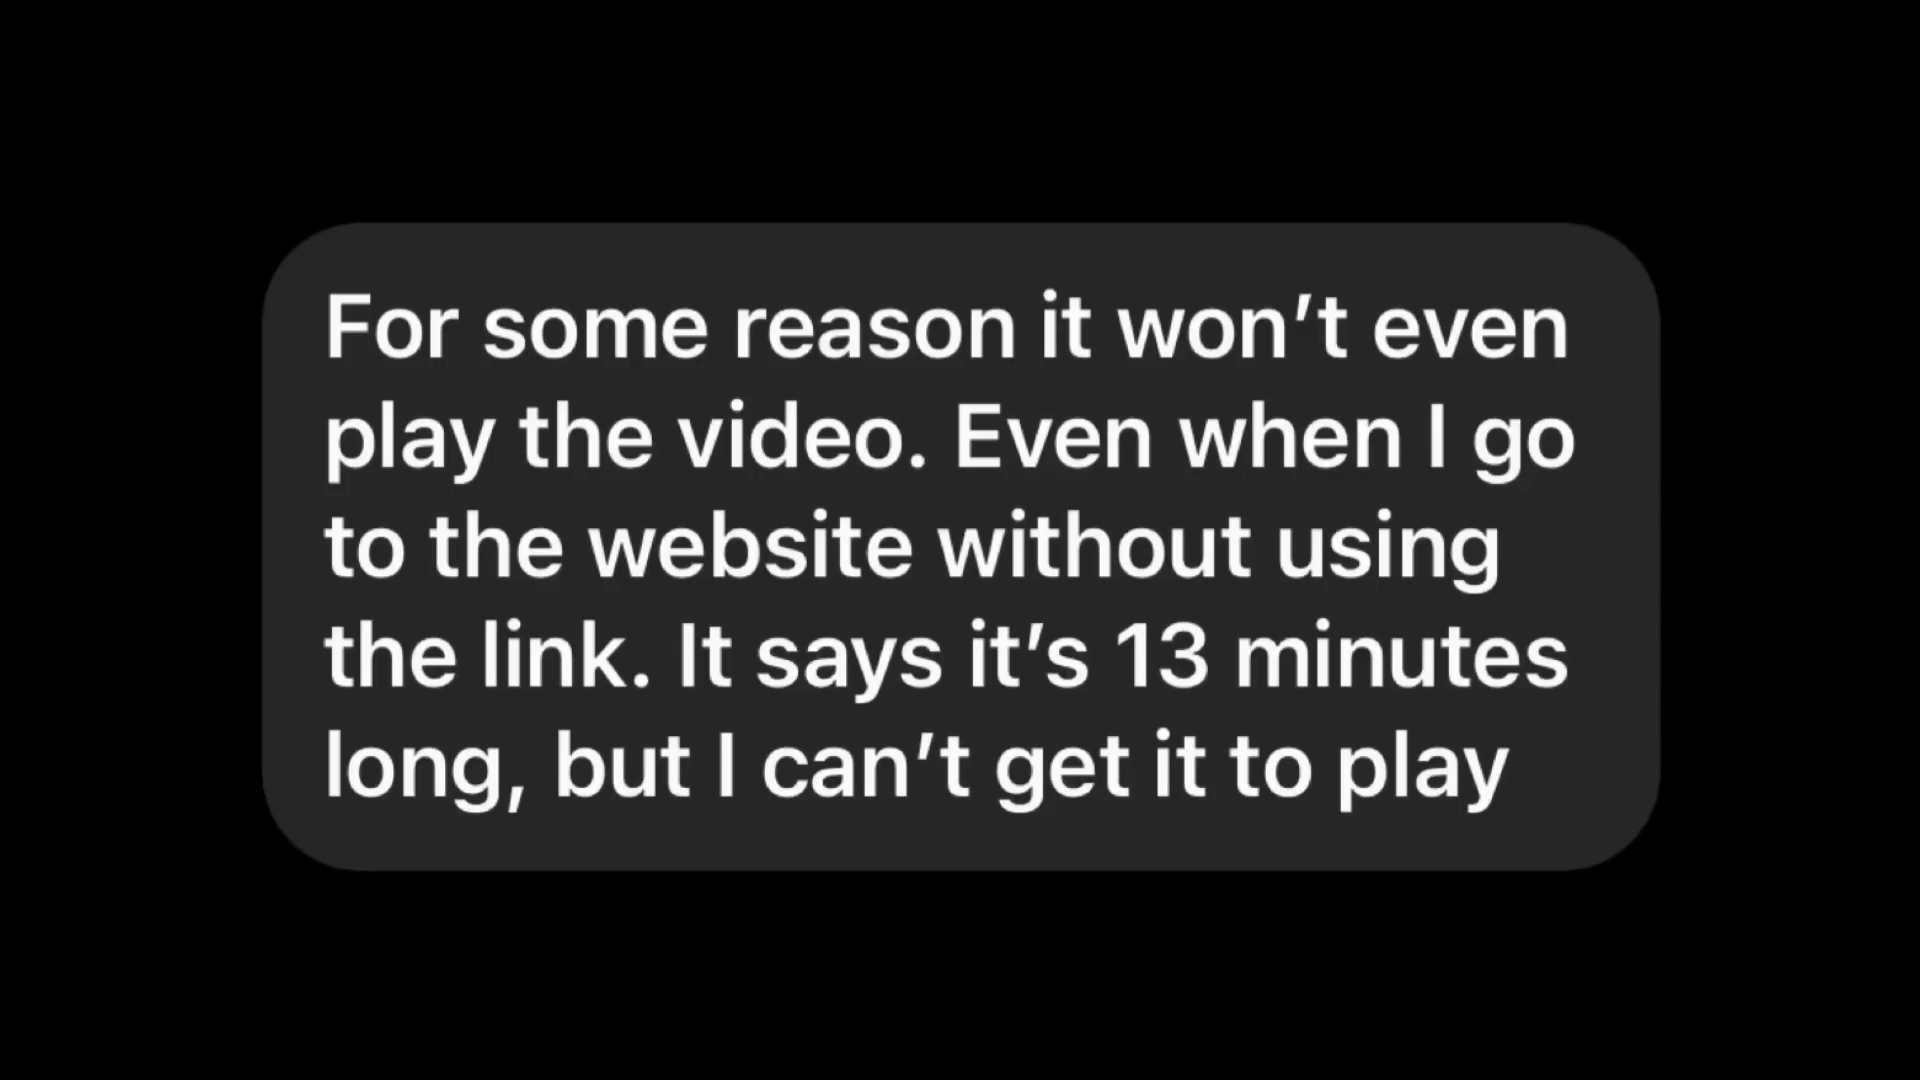 For some reason it won’t even
play the video. Even when I go
to the website without using
the link. It says it’s 13 minutes
long, but I can’t get it to play